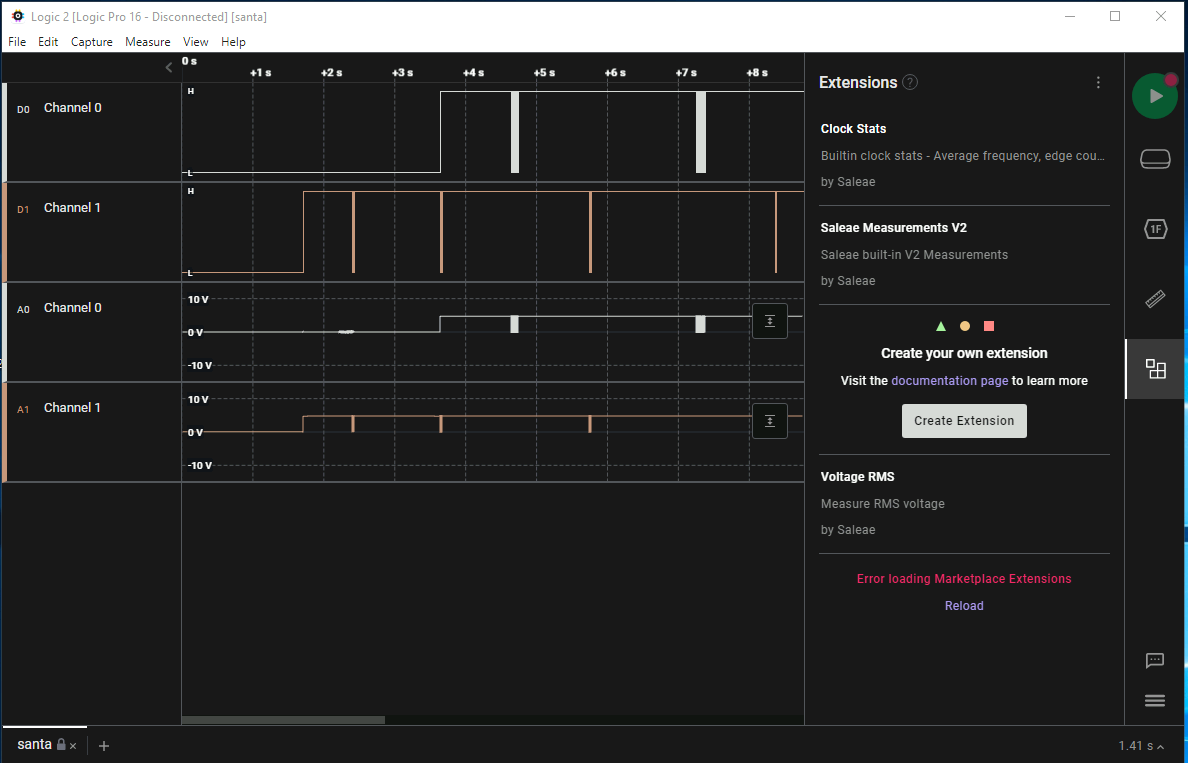 Logic 2 [Logic Pro 16 - Disconnected] [santa]
File Edit Capture Measure View Help
0 s
+1 s +2 s +3 s +4 s +5 s +6 s +7 s +8 s
D0 Channel 0
H
L
D1 Channel 1
H
L
A0 Channel 0
10 V
0 V
-10 V
A1 Channel 1
10 V
0 V
-10 V
Extensions ?
Clock Stats
Builtin clock stats - Average frequency, edge cou...
by Saleae
Saleae Measurements V2
Saleae built-in V2 Measurements
by Saleae
Create your own extension
Visit the documentation page to learn more
Create Extension
Voltage RMS
Measure RMS voltage
by Saleae
Error loading Marketplace Extensions
Reload
1F
santa
1.41 s